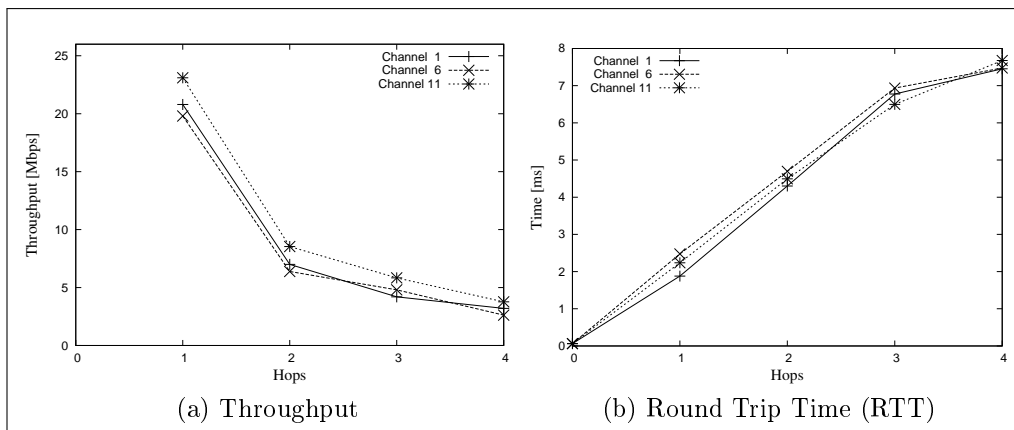 25
20
15
10
5
0
Throughput [Mbps]
Channel 1
Channel 6
Channel 11
0 1 2 3 4
Hops
(a) Throughput
8
7
6
5
4
3
2
1
0
Time [ms]
Channel 1
Channel 6
Channel 11
0 1 2 3 4
Hops
(b) Round Trip Time (RTT)